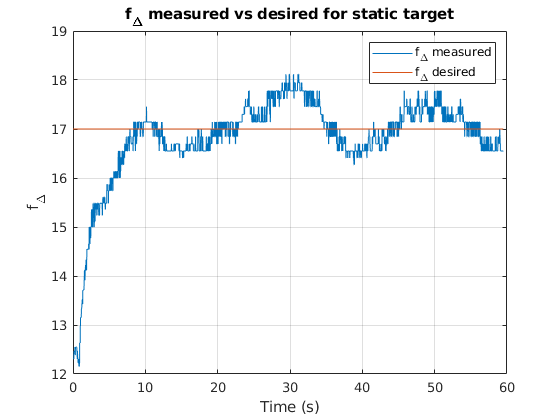 f_Δ measured vs desired for static target
f_Δ measured
f_Δ desired
f_Δ
19
18
17
16
15
14
13
12
0 10 20 30 40 50 60
Time (s)